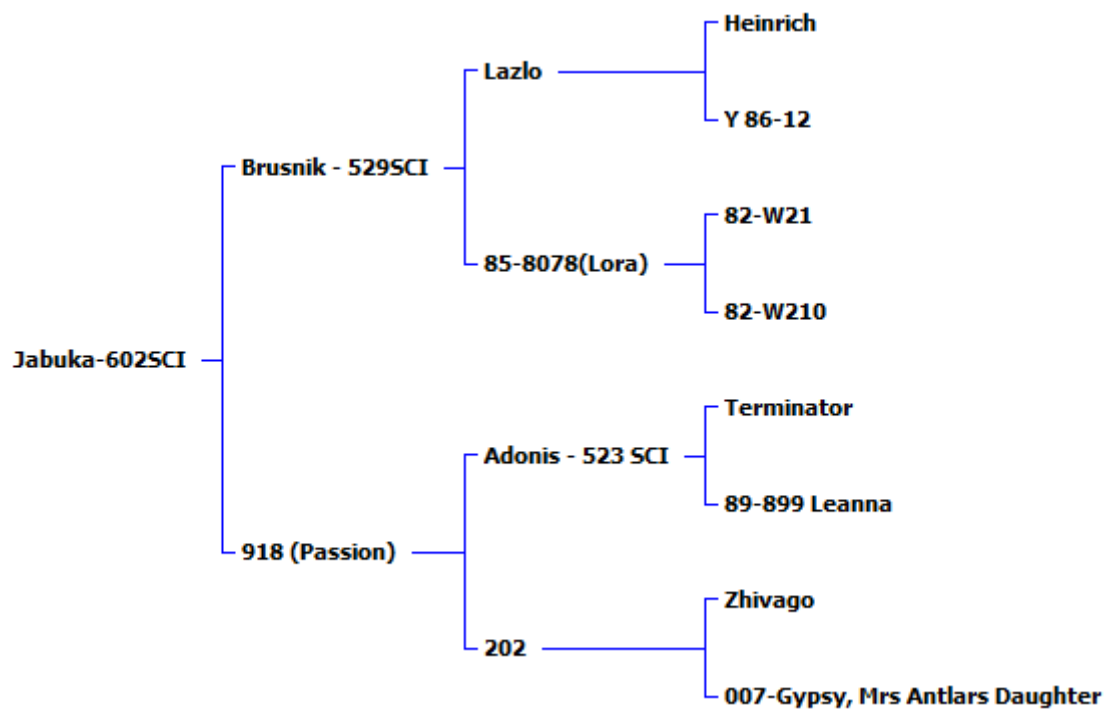 Heinrich
Lazlo
Y 86-12
Brusnik - 529SCI
82-W21
85-8078(Lora)
82-W210
Jabuka-602SCI
Terminator
Adonis - 523 SCI
89-899 Leanna
918 (Passion)
Zhivago
202
007-Gypsy, Mrs Antlars Daughter